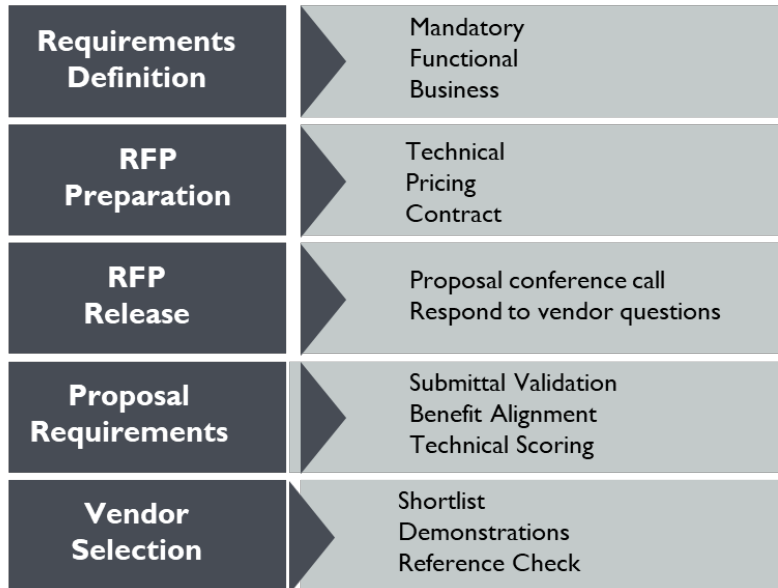 Requirements
Definition
Mandatory
Functional
Business
RFP
Preparation
Technical
Pricing
Contract
RFP
Release
Proposal conference call
Respond to vendor questions
Proposal
Requirements
Submittal Validation
Benefit Alignment
Technical Scoring
Vendor
Selection
Shortlist
Demonstrations
Reference Check